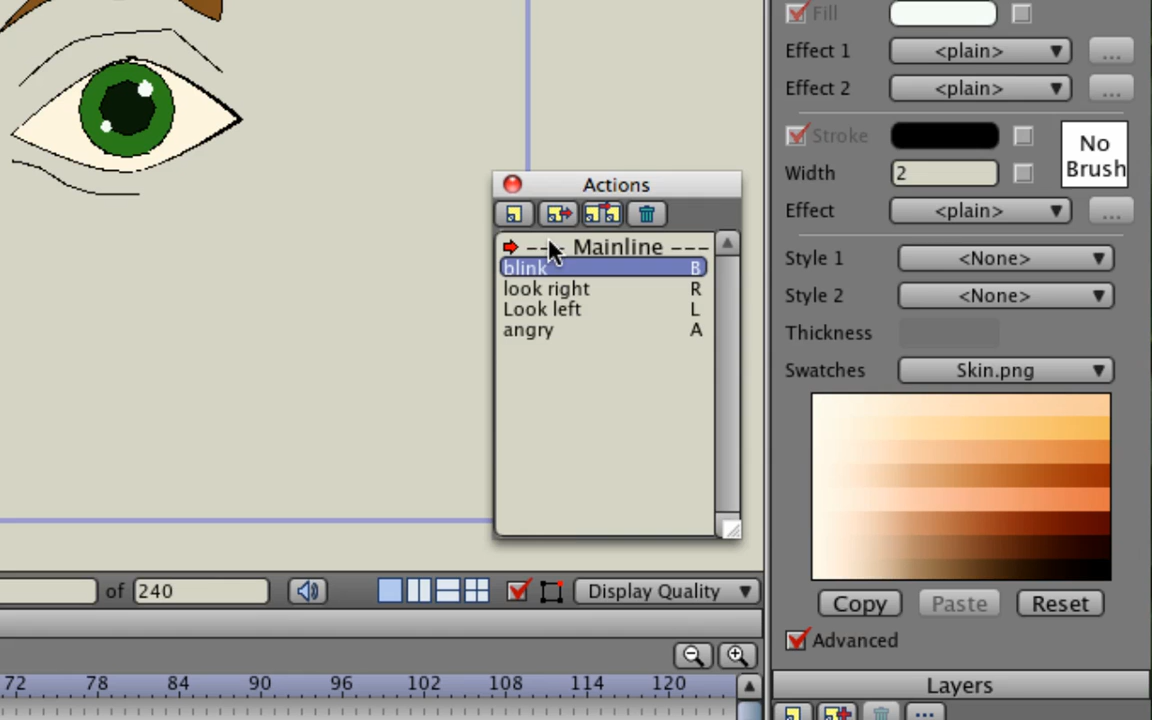 Fill
Effect 1 <plain> ...
Effect 2 <plain> ...
Stroke
No
Brush
Width 2
Effect <plain> ...
Style 1 <None>
Style 2 <None>
Thickness
Swatches Skin.png
Copy Paste Reset
Advanced
Layers
...
Actions
--- Mainline ---
blink B
look right R
Look left L
angry A
of 240
Display Quality
72 78 84 90 96 102 108 114 120